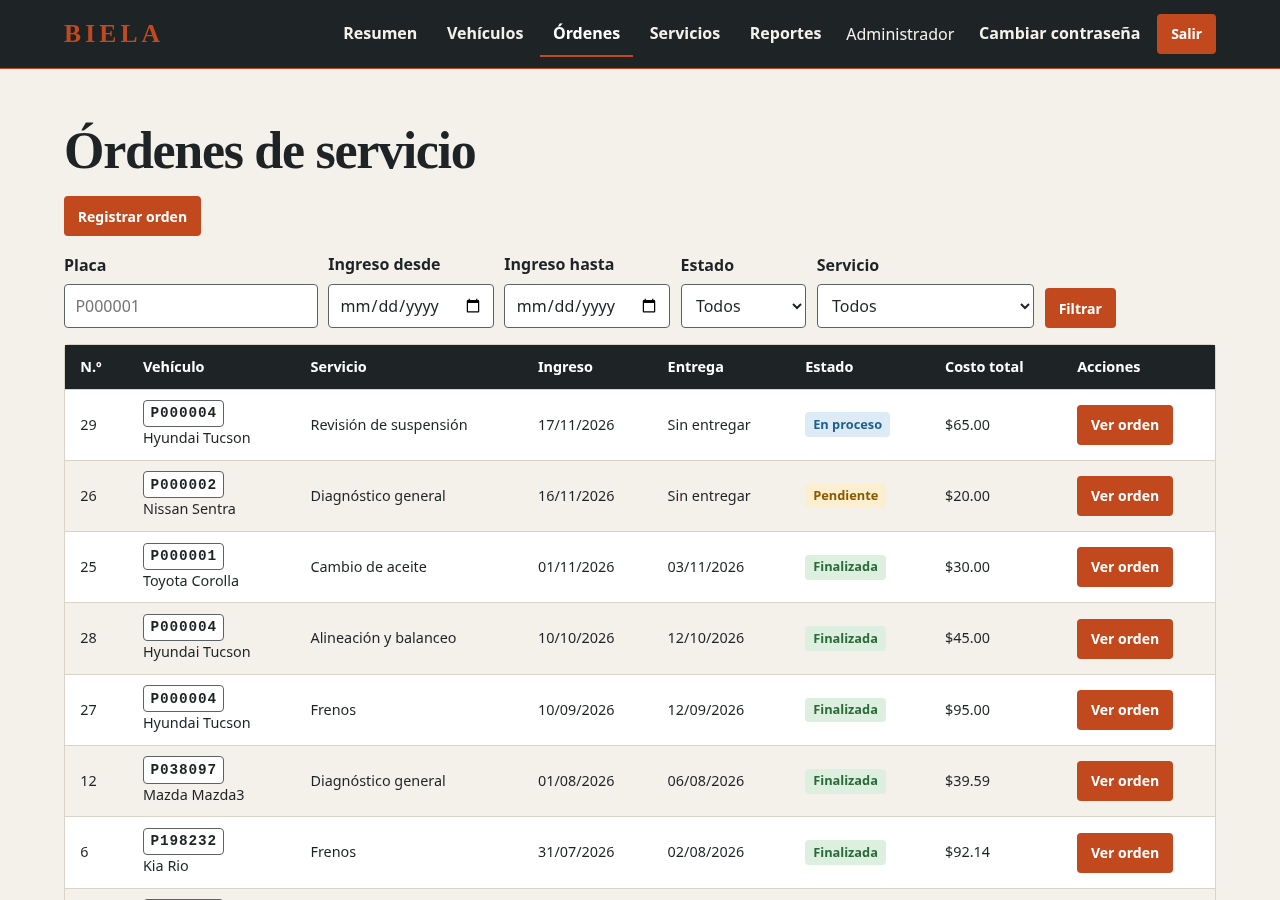 BIELA Resumen Vehículos Órdenes Servicios Reportes Administrador Cambiar contraseña Salir
Órdenes de servicio
Registrar orden
Placa Ingreso desde Ingreso hasta Estado Servicio
P000001 mm/dd/yyyy mm/dd/yyyy Todos Todos Filtrar
N.º Vehículo Servicio Ingreso Entrega Estado Costo total Acciones
29 P000004 Hyundai Tucson Revisión de suspensión 17/11/2026 Sin entregar En proceso $65.00 Ver orden
26 P000002 Nissan Sentra Diagnóstico general 16/11/2026 Sin entregar Pendiente $20.00 Ver orden
25 P000001 Toyota Corolla Cambio de aceite 01/11/2026 03/11/2026 Finalizada $30.00 Ver orden
28 P000004 Hyundai Tucson Alineación y balanceo 10/10/2026 12/10/2026 Finalizada $45.00 Ver orden
27 P000004 Hyundai Tucson Frenos 10/09/2026 12/09/2026 Finalizada $95.00 Ver orden
12 P038097 Mazda Mazda3 Diagnóstico general 01/08/2026 06/08/2026 Finalizada $39.59 Ver orden
6 P198232 Kia Rio Frenos 31/07/2026 02/08/2026 Finalizada $92.14 Ver orden